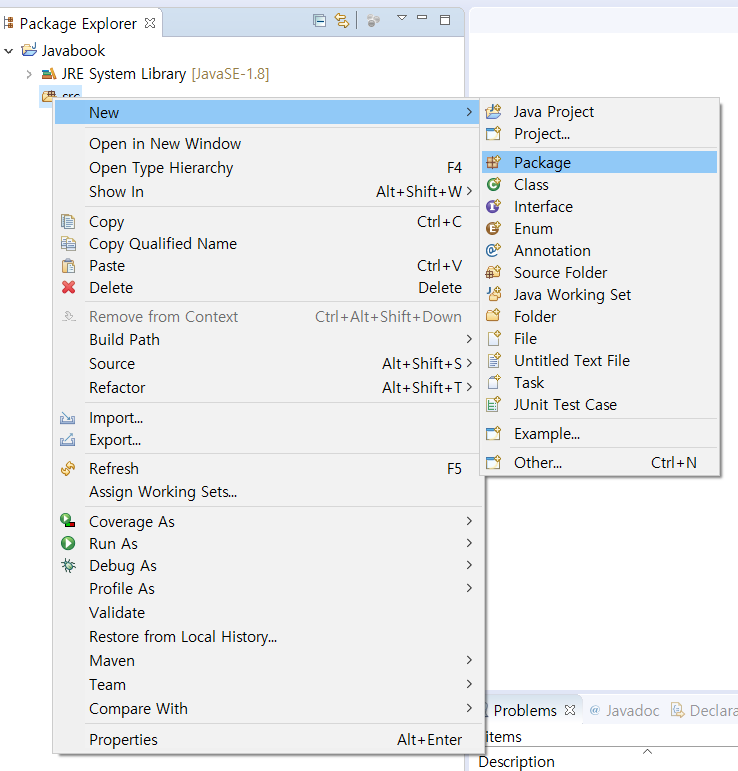 Package Explorer
Javabook
JRE System Library [JavaSE-1.8]
src
New
Open in New Window
Open Type Hierarchy F4
Show In Alt+Shift+W
Copy Ctrl+C
Copy Qualified Name
Paste Ctrl+V
Delete Delete
Remove from Context Ctrl+Alt+Shift+Down
Build Path
Source Alt+Shift+S
Refactor Alt+Shift+T
Import...
Export...
Refresh F5
Assign Working Sets...
Coverage As
Run As
Debug As
Profile As
Validate
Restore from Local History...
Maven
Team
Compare With
Properties Alt+Enter
Java Project
Project...
Package
Class
Interface
Enum
Annotation
Source Folder
Java Working Set
Folder
File
Untitled Text File
Task
JUnit Test Case
Example...
Other... Ctrl+N
Problems @ Javadoc Declara
items
Description